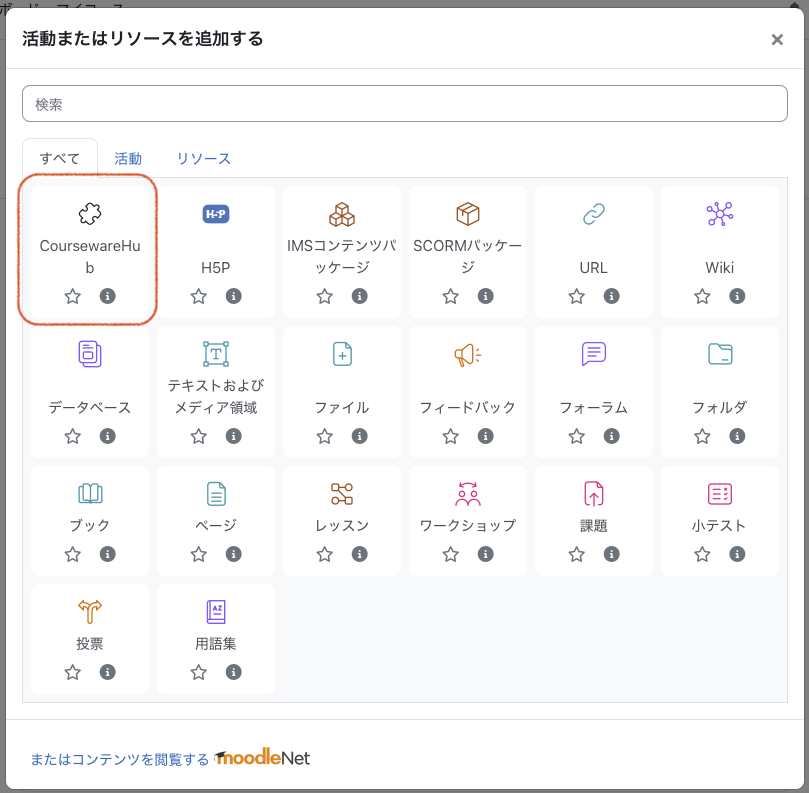 活動またはリソースを追加する
検索
すべて 活動 リソース
CoursewareHu
b
H5P
H5P
IMSコンテンツパ
ッケージ
SCORMパッケー
ジ
URL
Wiki
データベース
T
テキストおよび
メディア領域
ファイル
フィードバック
フォーラム
フォルダ
ブック
ページ
レッスン
ワークショップ
課題
小テスト
投票
AZ
用語集
またはコンテンツを閲覧する moodleNet